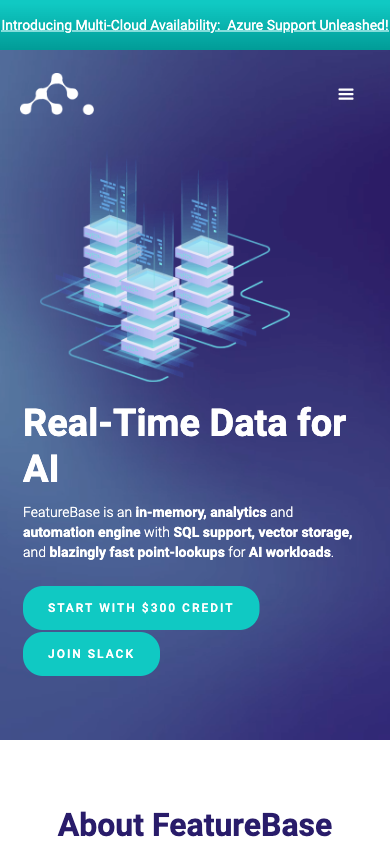 Introducing Multi-Cloud Availability:  Azure Support Unleashed!
Real-Time Data for
AI
FeatureBase is an in-memory, analytics and
automation engine with SQL support, vector storage,
and blazingly fast point-lookups for AI workloads.
START WITH $300 CREDIT
JOIN SLACK
About FeatureBase